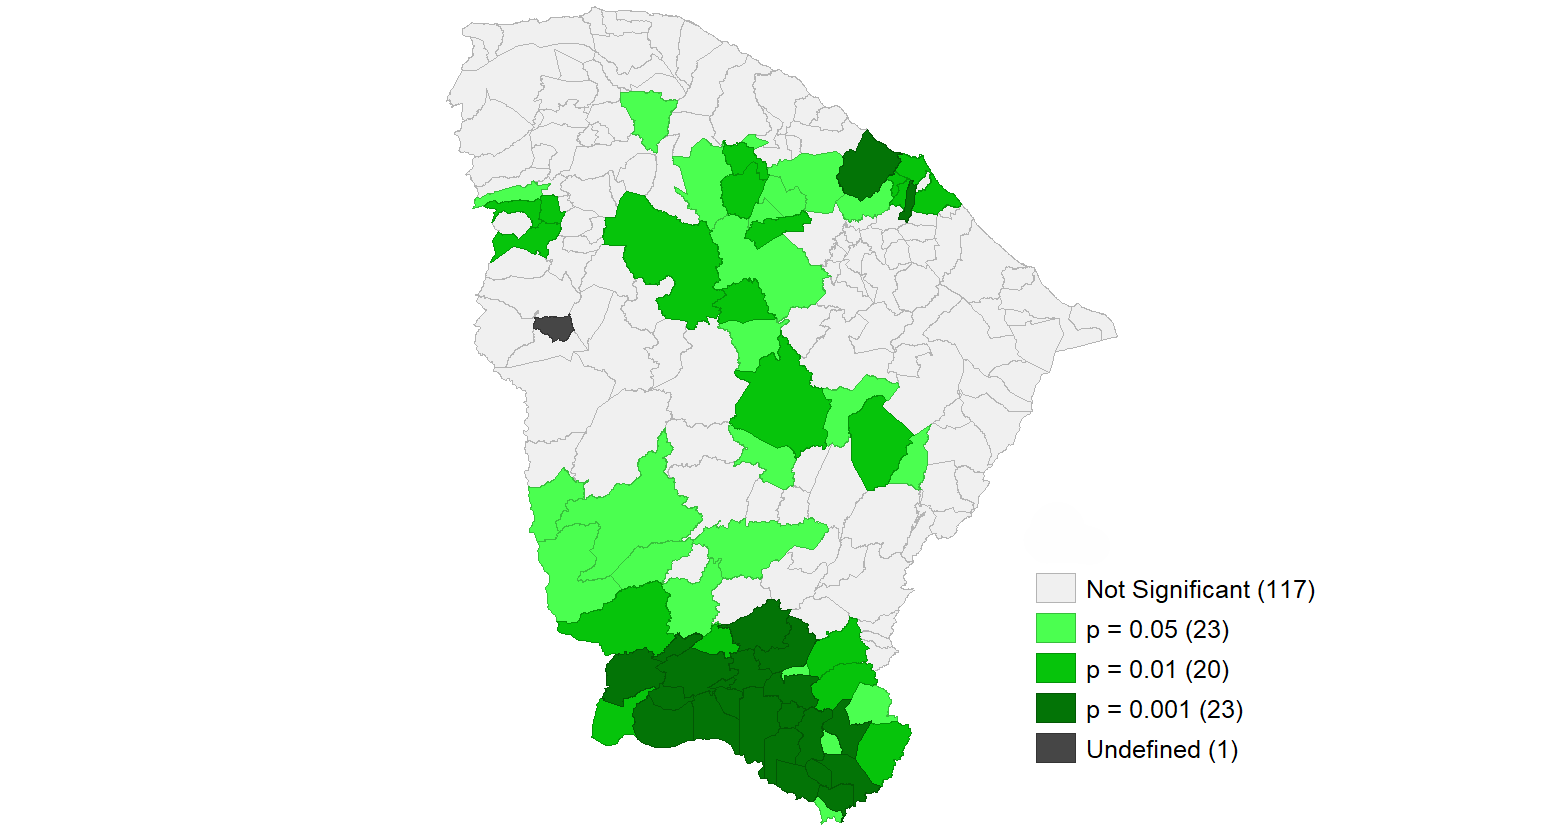 Not Significant (117)
p = 0.05 (23)
p = 0.01 (20)
p = 0.001 (23)
Undefined (1)